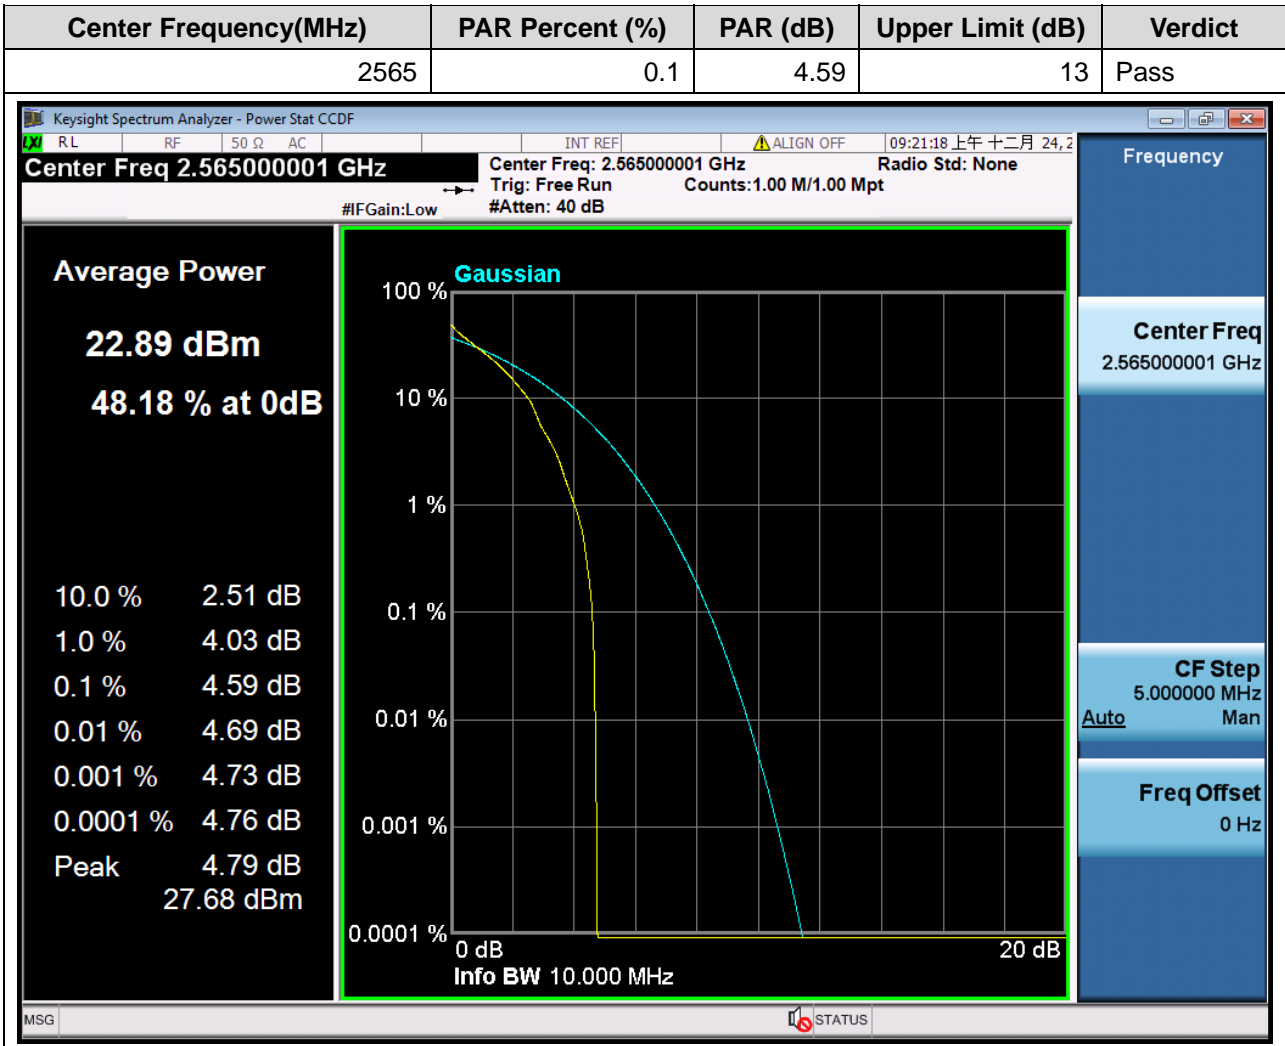 Center Frequency(MHz) PAR Percent (%) PAR (dB) Upper Limit (dB) Verdict
2565 0.1 4.59 13 Pass
Keysight Spectrum Analyzer - Power Stat CCDF
LXI RL RF 50 Ω AC INT REF ALIGN OFF 09:21:18 上午 十二月 24, 2
Center Freq 2.565000001 GHz
Center Freq: 2.565000001 GHz Radio Std: None
Trig: Free Run Counts:1.00 M/1.00 Mpt
#IFGain:Low #Atten: 40 dB
Average Power
22.89 dBm
48.18 % at 0dB
10.0 % 2.51 dB
1.0 % 4.03 dB
0.1 % 4.59 dB
0.01 % 4.69 dB
0.001 % 4.73 dB
0.0001 % 4.76 dB
Peak 4.79 dB
27.68 dBm
Gaussian
100 %
10 %
1 %
0.1 %
0.01 %
0.001 %
0.0001 %
0 dB 20 dB
Info BW 10.000 MHz
Frequency
Center Freq
2.565000001 GHz
CF Step
5.000000 MHz
Auto Man
Freq Offset
0 Hz
MSG STATUS